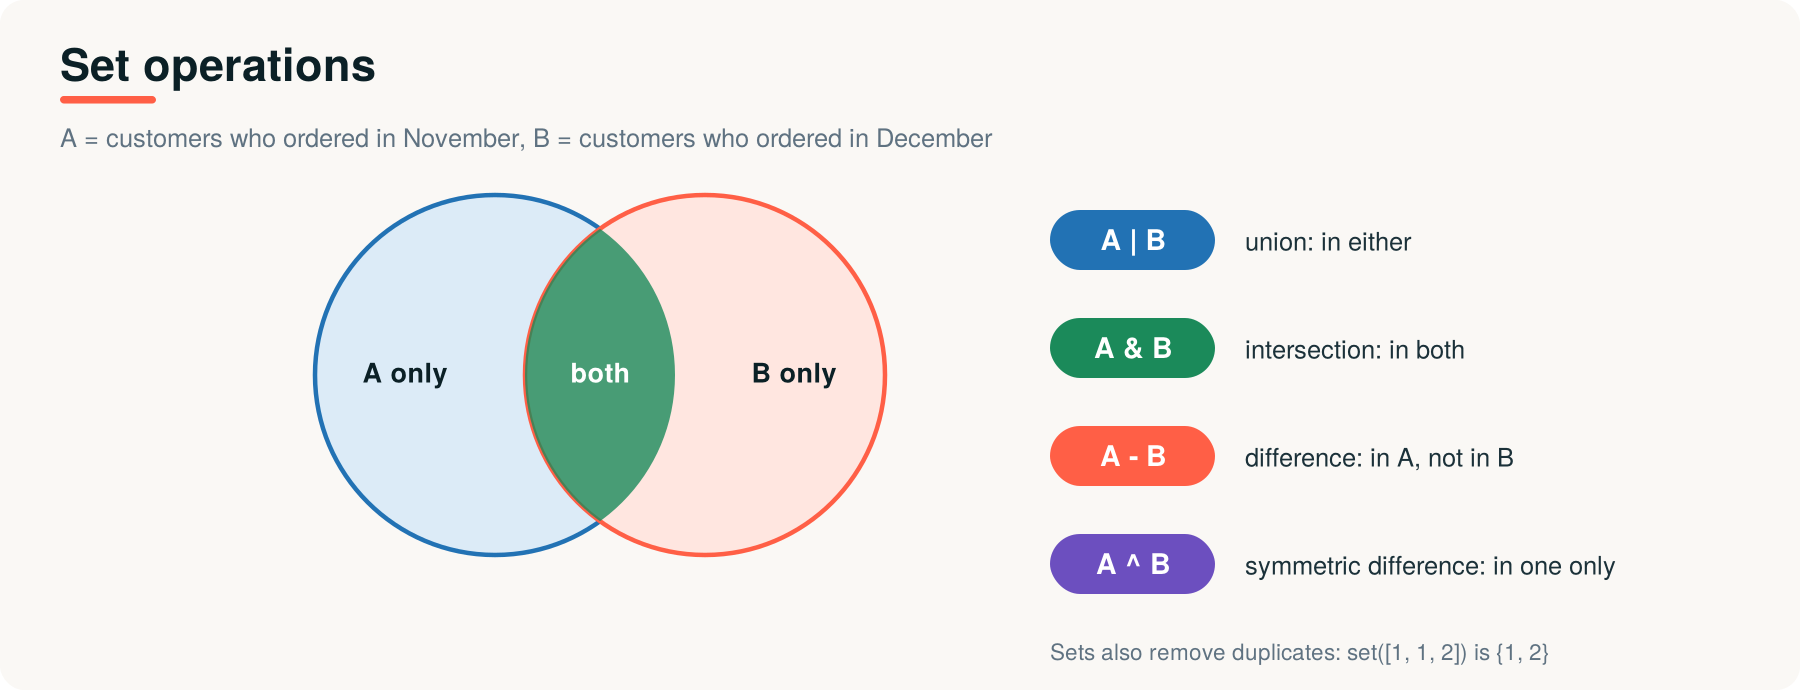 Set operations
A = customers who ordered in November, B = customers who ordered in December
A only
both
B only
A | B
union: in either
A & B
intersection: in both
A - B
difference: in A, not in B
A ^ B
symmetric difference: in one only
Sets also remove duplicates: set([1, 1, 2]) is {1, 2}